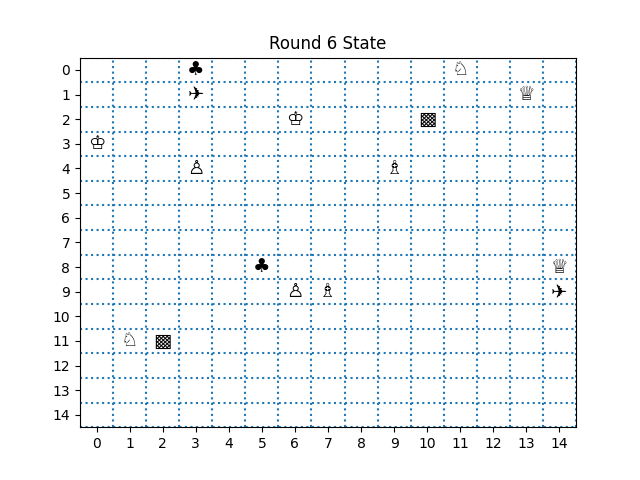 Round 6 State
0 ♣ ♘
1 ✈ ♕
2 ♔ ▩
3 ♔
4 ♙ ♗
5
6
7
8 ♣ ♕
9 ♙ ♗ ✈
10
11 ♘ ▩
12
13
14
0 1 2 3 4 5 6 7 8 9 10 11 12 13 14